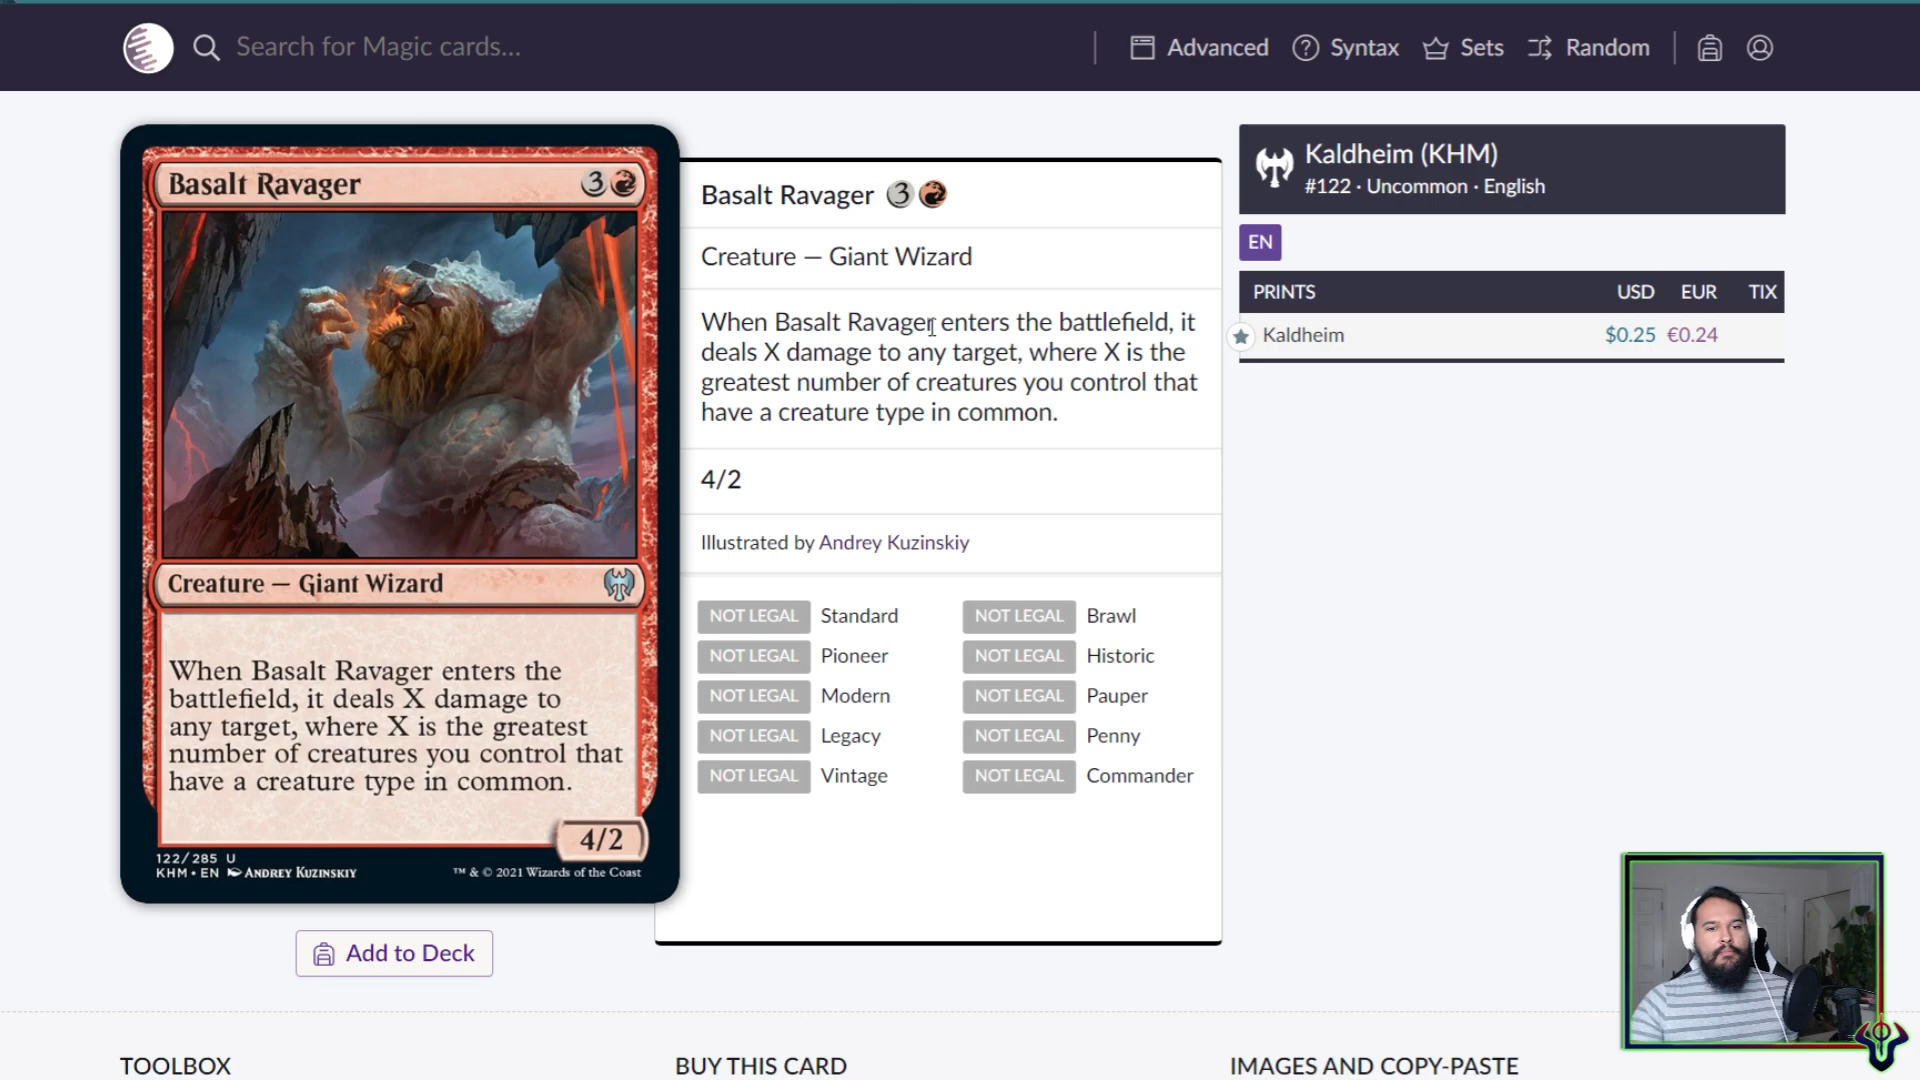 Search for Magic cards...
Advanced
Syntax
Sets
Random
Basalt Ravager 3
Creature — Giant Wizard
When Basalt Ravager enters the
battlefield, it deals X damage to
any target, where X is the greatest
number of creatures you control that
have a creature type in common.
4/2
122/285 U
KHM • EN ANDREY KUZINSKIY
™ & © 2021 Wizards of the Coast
Add to Deck
Basalt Ravager 3
Creature — Giant Wizard
When Basalt Ravager enters the battlefield, it
deals X damage to any target, where X is the
greatest number of creatures you control that
have a creature type in common.
4/2
Illustrated by Andrey Kuzinskiy
NOT LEGAL Standard NOT LEGAL Brawl
NOT LEGAL Pioneer NOT LEGAL Historic
NOT LEGAL Modern NOT LEGAL Pauper
NOT LEGAL Legacy NOT LEGAL Penny
NOT LEGAL Vintage NOT LEGAL Commander
Kaldheim (KHM)
#122 · Uncommon · English
EN
PRINTS USD EUR TIX
Kaldheim $0.25 €0.24
TOOLBOX
BUY THIS CARD
IMAGES AND COPY-PASTE